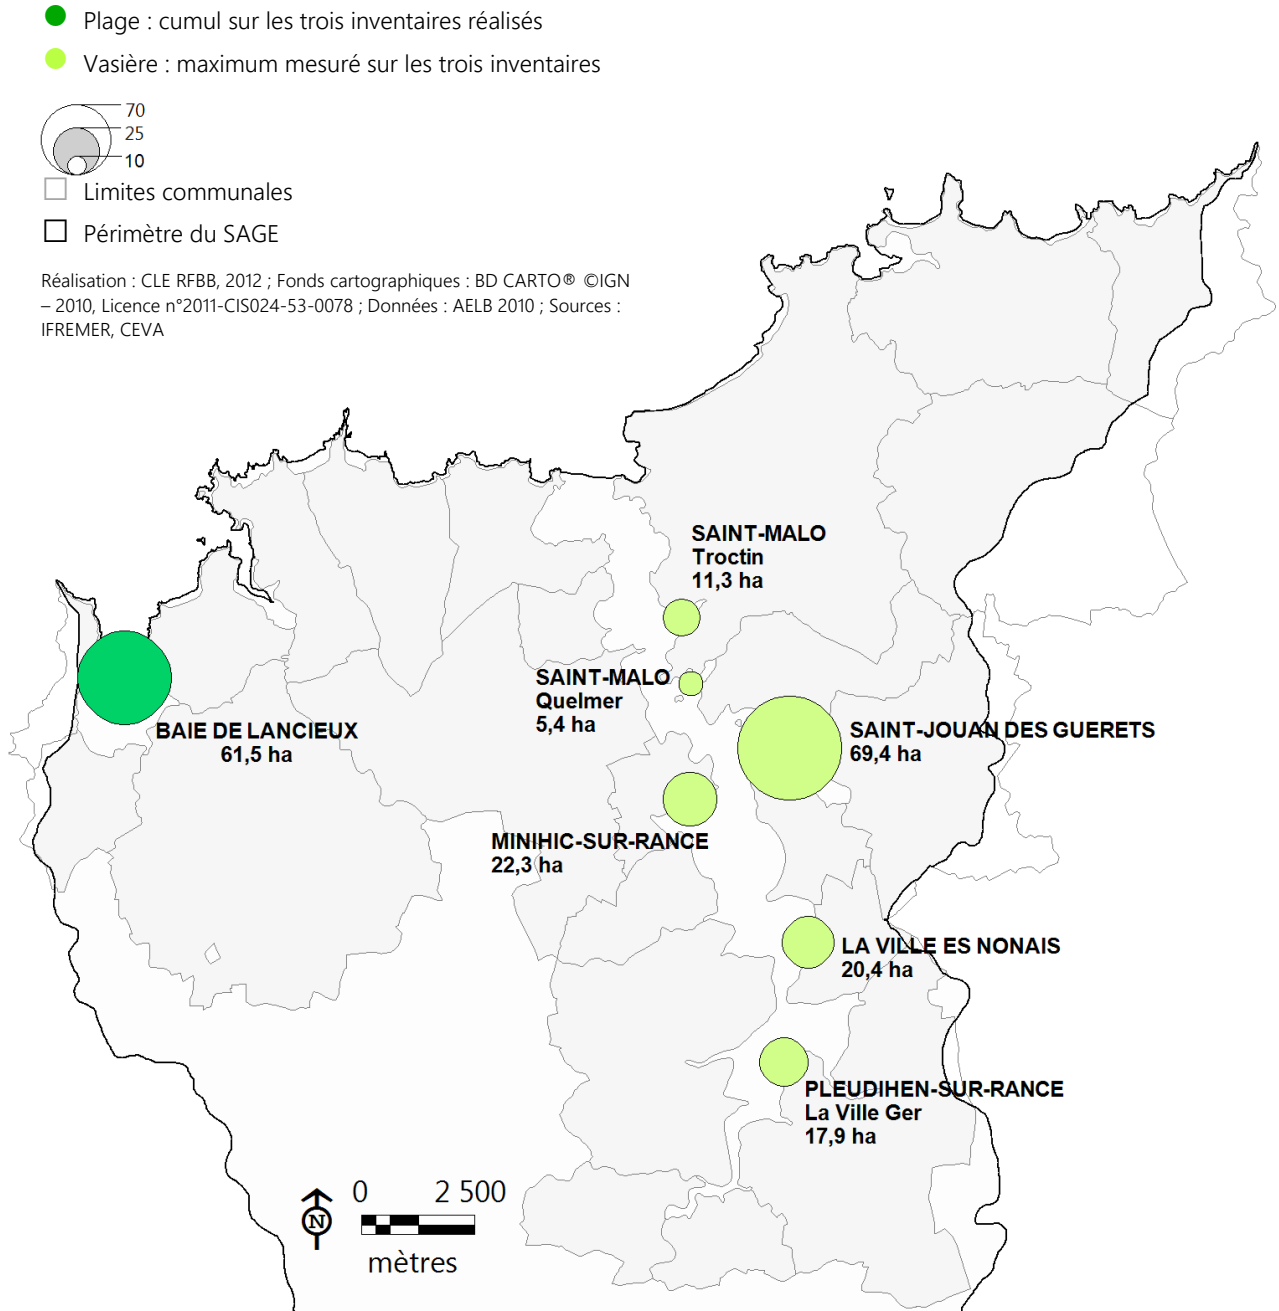 Plage : cumul sur les trois inventaires réalisés
Vasière : maximum mesuré sur les trois inventaires
70
25
10
Limites communales
Périmètre du SAGE
Réalisation : CLE RFBB, 2012 ; Fonds cartographiques : BD CARTO® ©IGN
– 2010, Licence n°2011-CIS024-53-0078 ; Données : AELB 2010 ; Sources :
IFREMER, CEVA
SAINT-MALO
Troctin
11,3 ha
SAINT-MALO
Quelmer
5,4 ha
BAIE DE LANCIEUX
61,5 ha
SAINT-JOUAN DES GUERETS
69,4 ha
MINIHIC-SUR-RANCE
22,3 ha
LA VILLE ES NONAIS
20,4 ha
PLEUDIHEN-SUR-RANCE
La Ville Ger
17,9 ha
0 2 500
N
mètres